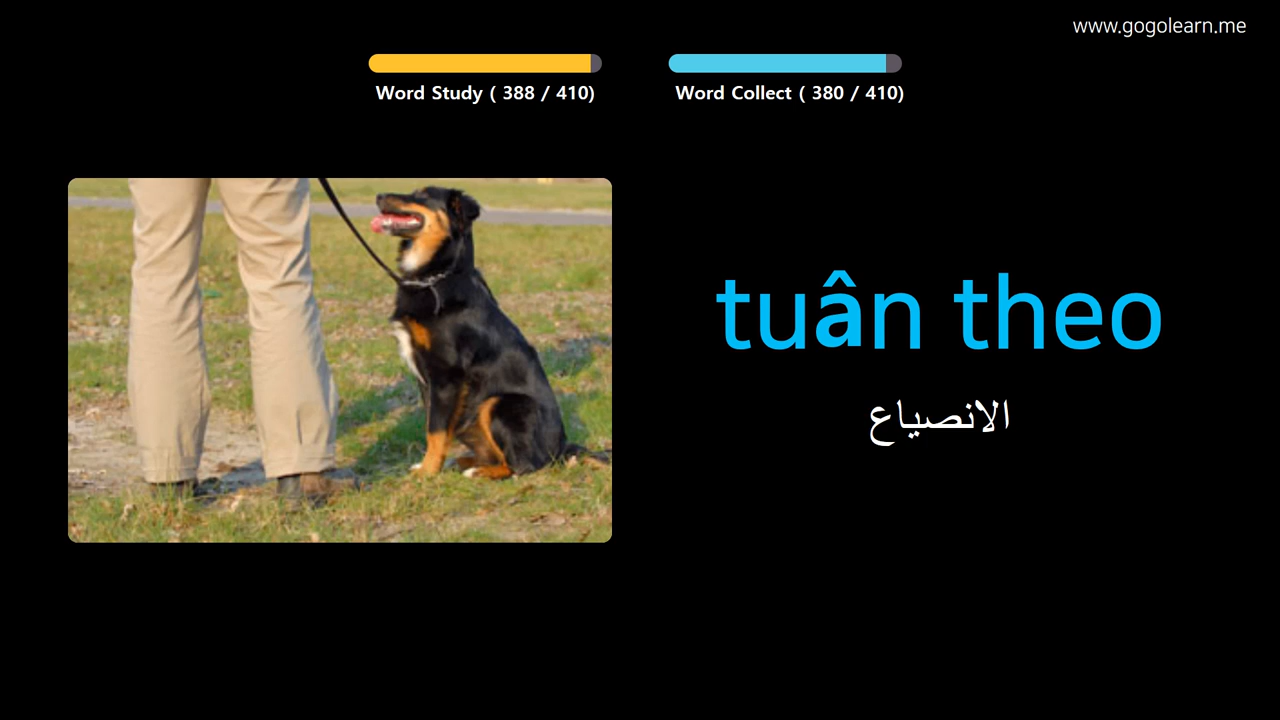 www.gogolearn.me
Word Study ( 388 / 410)
Word Collect ( 380 / 410)
tuân theo
الانصياع